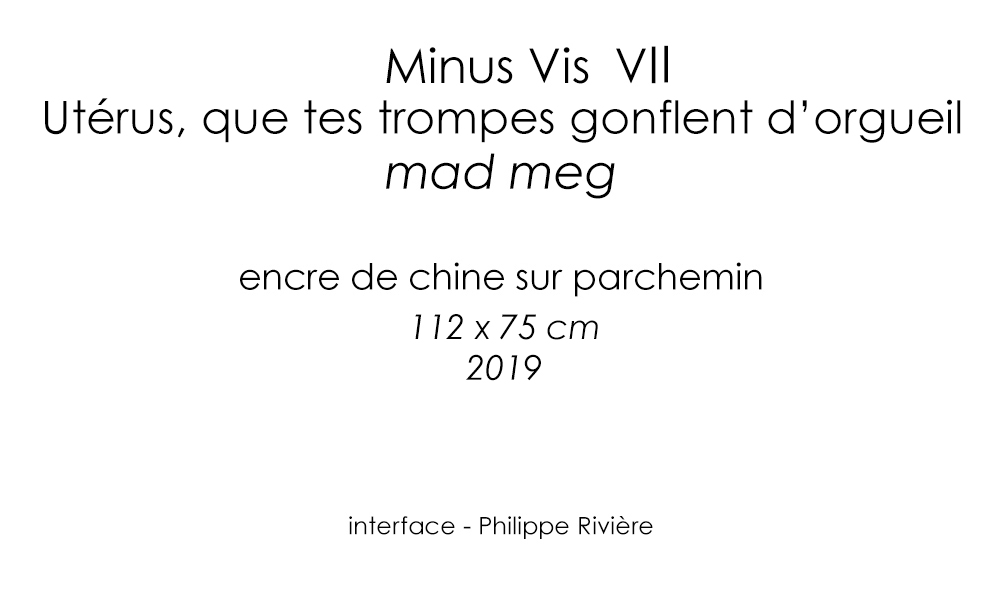 Minus Vis VII
Utérus, que tes trompes gonflent d’orgueil
mad meg
encre de chine sur parchemin
112 x 75 cm
2019
interface - Philippe Rivière